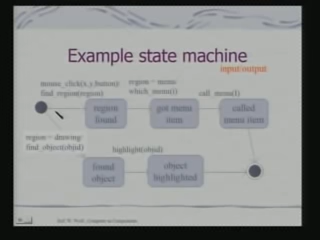 Example state machine
input/output
mouse_click(x,y,button)/
find_region(region)
region = menu/
which_menu(i)
call_menu(I)
region
found
got menu
item
called
menu item
region = drawing/
find_object(objid)
highlight(objid)
found
object
object
highlighted